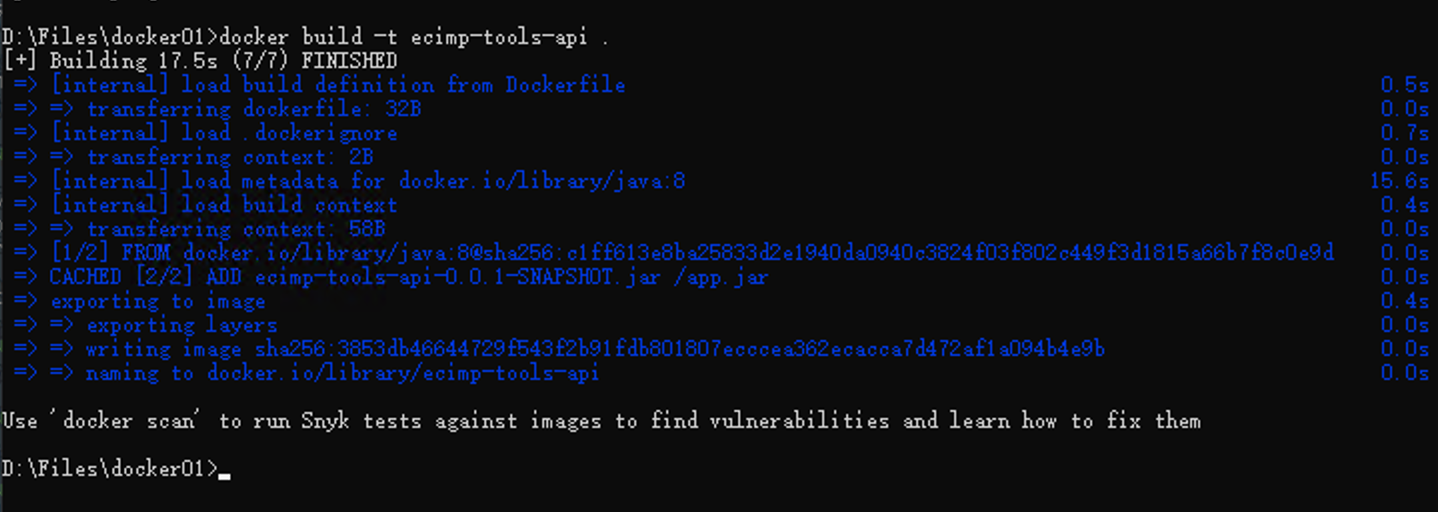 D:\Files\docker01>docker build -t ecimp-tools-api .
[+] Building 17.5s (7/7) FINISHED
=> [internal] load build definition from Dockerfile 0.5s
=> => transferring dockerfile: 32B 0.0s
=> [internal] load .dockerignore 0.7s
=> => transferring context: 2B 0.0s
=> [internal] load metadata for docker.io/library/java:8 15.6s
=> [internal] load build context 0.4s
=> => transferring context: 58B 0.0s
=> [1/2] FROM docker.io/library/java:8@sha256:c1ff613e8ba25833d2e1940da0940c3824f03f802c449f3d1815a66b7f8c0e9d 0.0s
=> CACHED [2/2] ADD ecimp-tools-api-0.0.1-SNAPSHOT.jar /app.jar 0.0s
=> exporting to image 0.4s
=> => exporting layers 0.0s
=> => writing image sha256:3853db46644729f543f2b91fdb801807ecccea362ecacca7d472af1a094b4e9b 0.0s
=> => naming to docker.io/library/ecimp-tools-api 0.0s
Use 'docker scan' to run Snyk tests against images to find vulnerabilities and learn how to fix them
D:\Files\docker01>